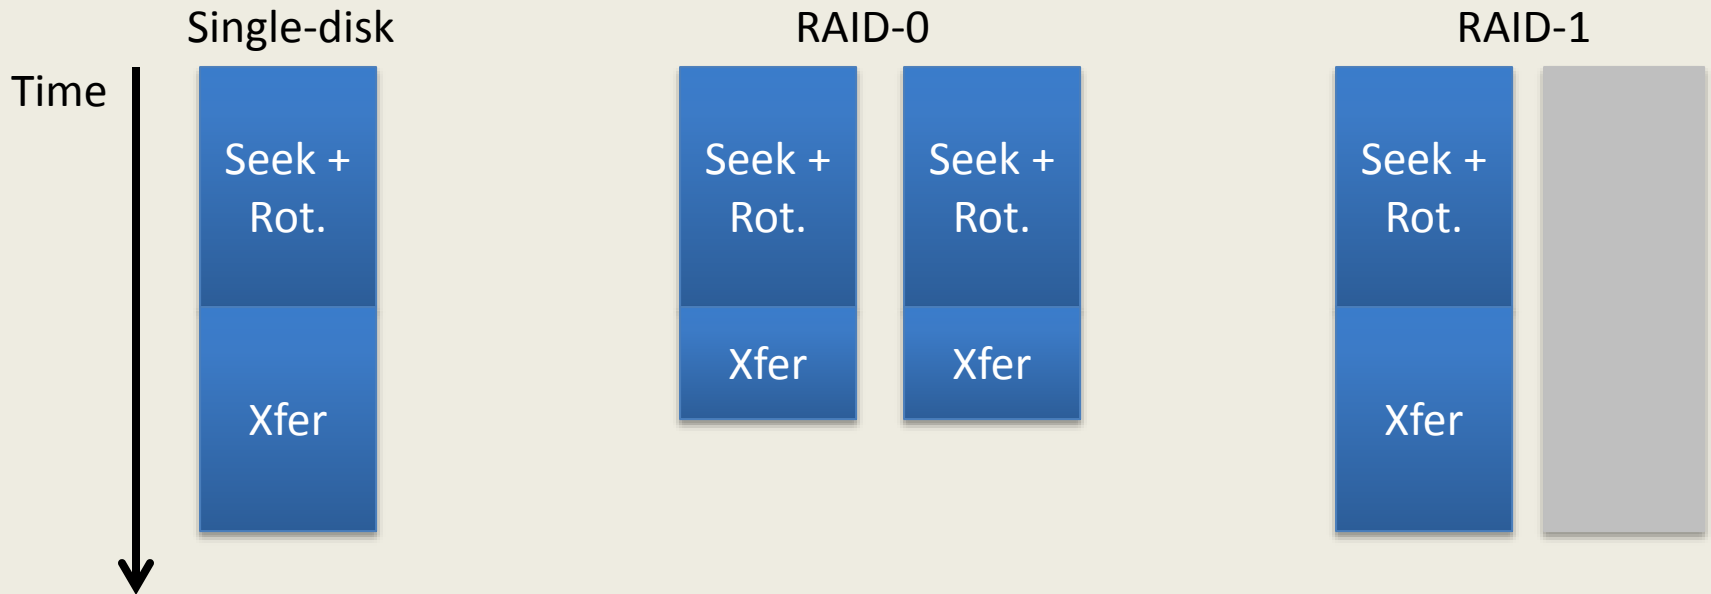 Single-disk
RAID-0
RAID-1
Time
Seek +
Rot.
Xfer
Seek +
Rot.
Xfer
Seek +
Rot.
Xfer
Seek +
Rot.
Xfer